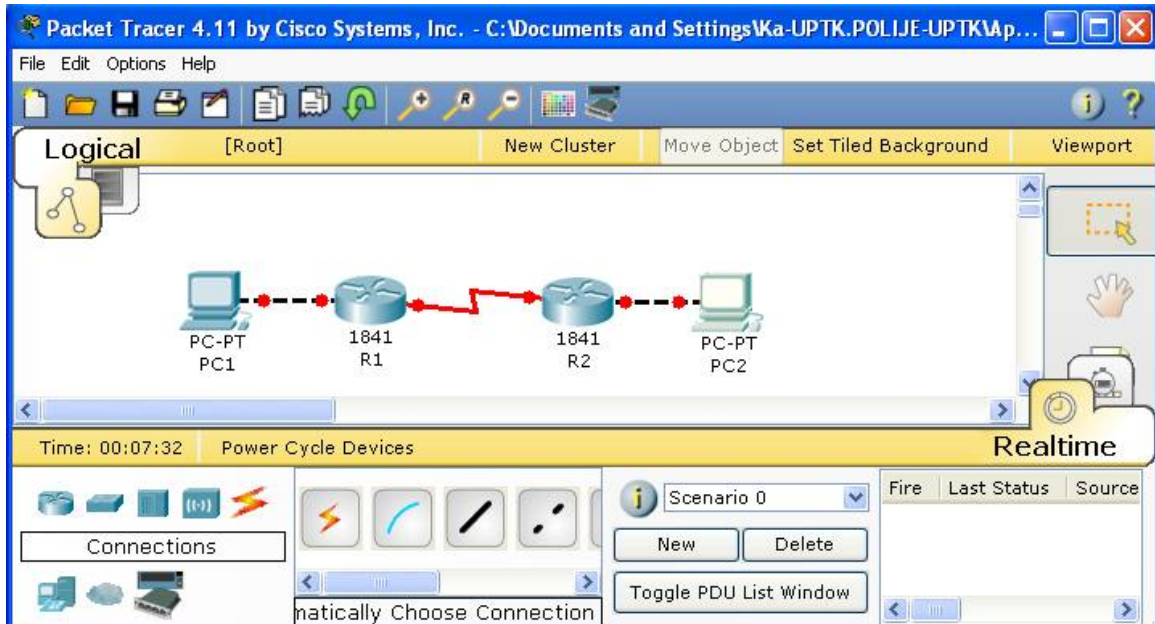 Packet Tracer 4.11 by Cisco Systems, Inc. - C:\Documents and Settings\Ka-UPTK.POLIJE-UPTK\Ap...
File Edit Options Help
Logical [Root] New Cluster Move Object Set Tiled Background Viewport
PC-PT
PC1
1841
R1
1841
R2
PC-PT
PC2
Time: 00:07:32 Power Cycle Devices Realtime
Connections
matically Choose Connection
Scenario 0
New Delete
Toggle PDU List Window
Fire Last Status Source